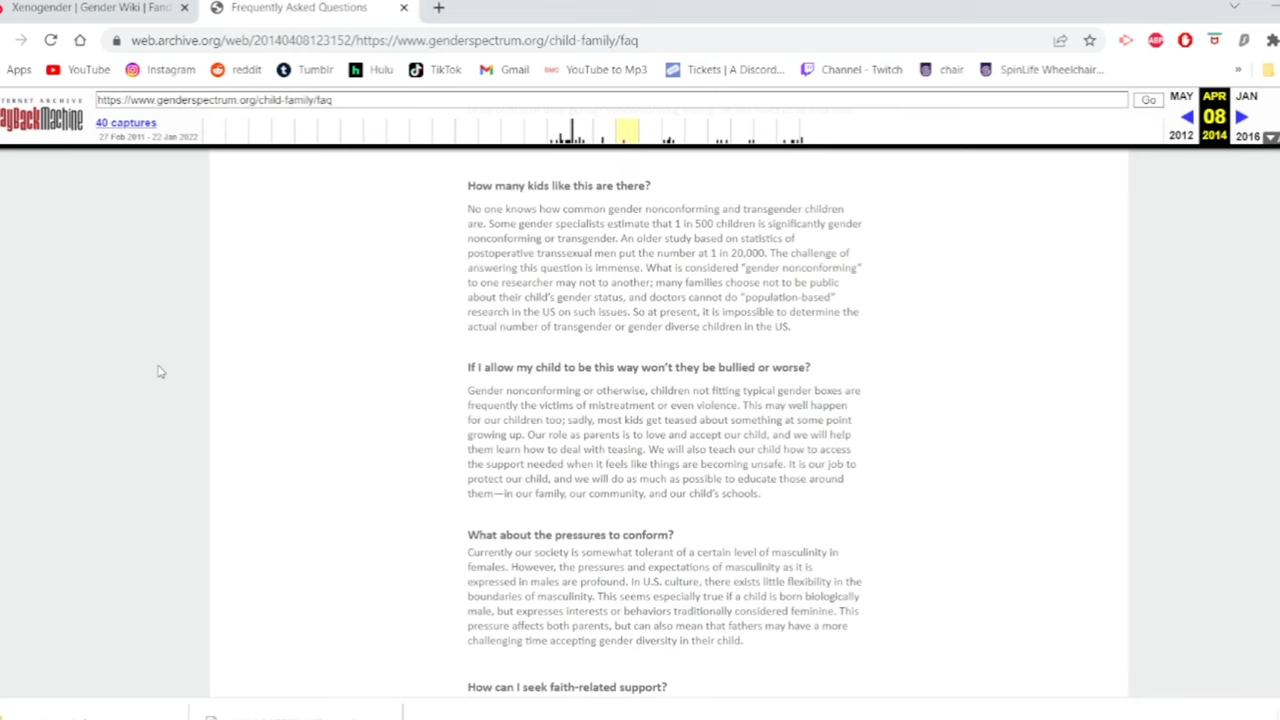 Xenogender | Gender Wiki | Fand
Frequently Asked Questions
web.archive.org/web/20140408123152/https://www.genderspectrum.org/child-family/faq
Apps YouTube Instagram reddit Tumblr Hulu TikTok Gmail YouTube to Mp3 Tickets | A Discord... Channel - Twitch chair SpinLife Wheelchair... »
TERNET ARCHIVE
ayBackMachine
https://www.genderspectrum.org/child-family/faq
Go
MAY APR JAN
40 captures
08
27 Feb 2011 - 22 Jan 2022
2012 2014 2016
How many kids like this are there?
No one knows how common gender nonconforming and transgender children
are. Some gender specialists estimate that 1 in 500 children is significantly gender
nonconforming or transgender. An older study based on statistics of
postoperative transsexual men put the number at 1 in 20,000. The challenge of
answering this question is immense. What is considered “gender nonconforming”
to one researcher may not to another; many families choose not to be public
about their child’s gender status, and doctors cannot do “population-based”
research in the US on such issues. So at present, it is impossible to determine the
actual number of transgender or gender diverse children in the US.
If I allow my child to be this way won’t they be bullied or worse?
Gender nonconforming or otherwise, children not fitting typical gender boxes are
frequently the victims of mistreatment or even violence. This may well happen
for our children too; sadly, most kids get teased about something at some point
growing up. Our role as parents is to love and accept our child, and we will help
them learn how to deal with teasing. We will also teach our child how to access
the support needed when it feels like things are becoming unsafe. It is our job to
protect our child, and we will do as much as possible to educate those around
them—in our family, our community, and our child’s schools.
What about the pressures to conform?
Currently our society is somewhat tolerant of a certain level of masculinity in
females. However, the pressures and expectations of masculinity as it is
expressed in males are profound. In U.S. culture, there exists little flexibility in the
boundaries of masculinity. This seems especially true if a child is born biologically
male, but expresses interests or behaviors traditionally considered feminine. This
pressure affects both parents, but can also mean that fathers may have a more
challenging time accepting gender diversity in their child.
How can I seek faith-related support?